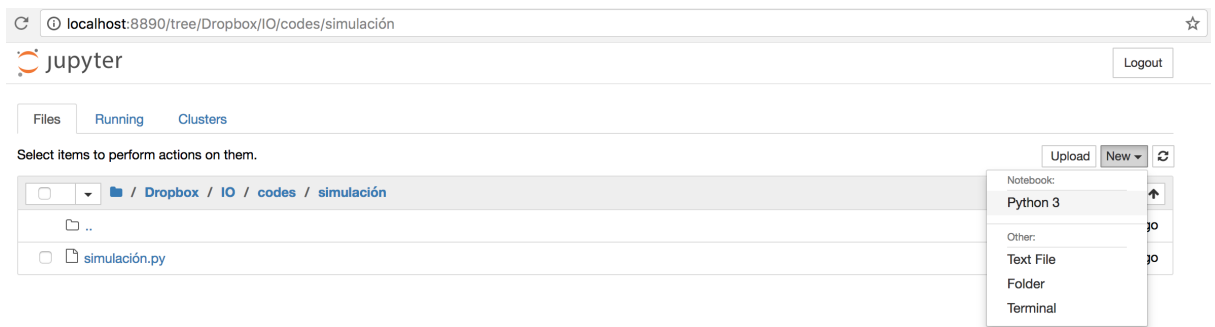 localhost:8890/tree/Dropbox/IO/codes/simulación
jupyter
Logout
Files Running Clusters
Select items to perform actions on them.
Upload New
/ Dropbox / IO / codes / simulación
Notebook:
Python 3
..
go
Other:
simulación.py
Text File
go
Folder
Terminal